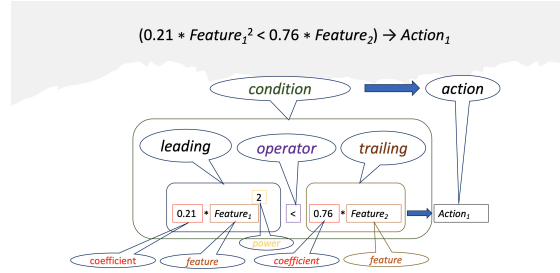 (0.21 * Feature₁² < 0.76 * Feature₂) → Action₁
condition action
leading operator trailing
2
0.21 * Feature₁ < 0.76 * Feature₂ Action₁
power
coefficient feature coefficient feature